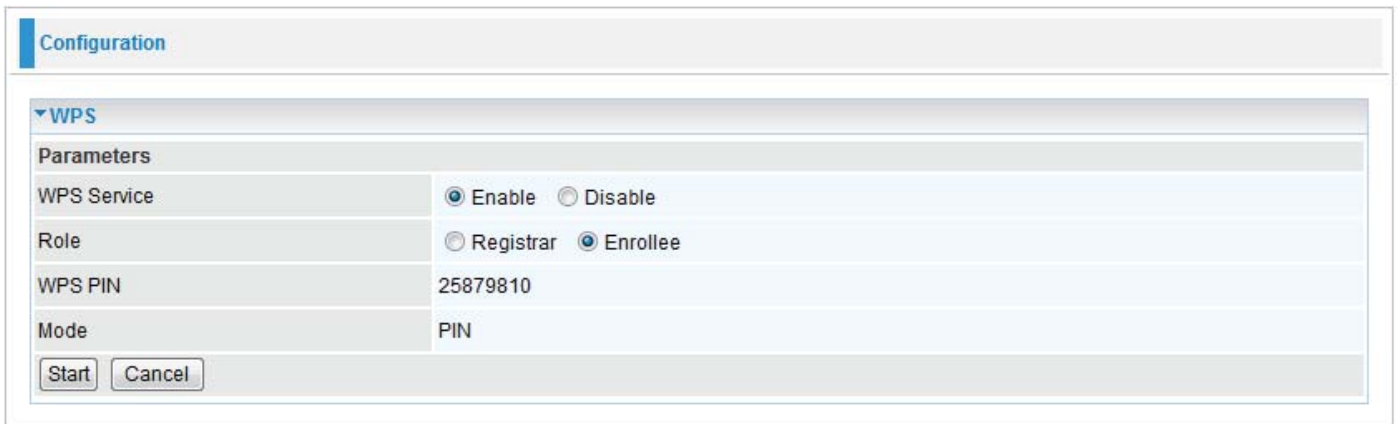 Configuration
WPS
Parameters
WPS Service Enable Disable
Role Registrar Enrollee
WPS PIN 25879810
Mode PIN
Start Cancel